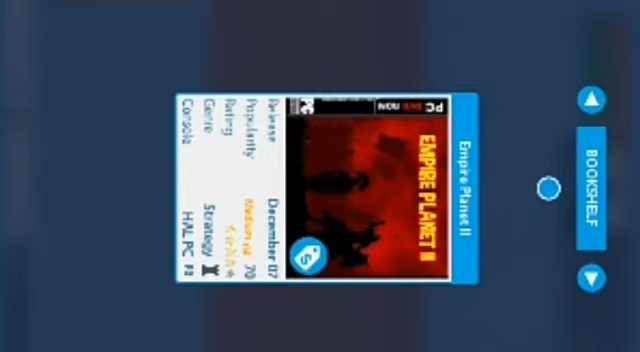 BOOKSHELF
Empire Planet II
EMPIRE PLANET II
PC
Release December 07
Popularity 70
Rating
Genre Strategy
Console HAL PC